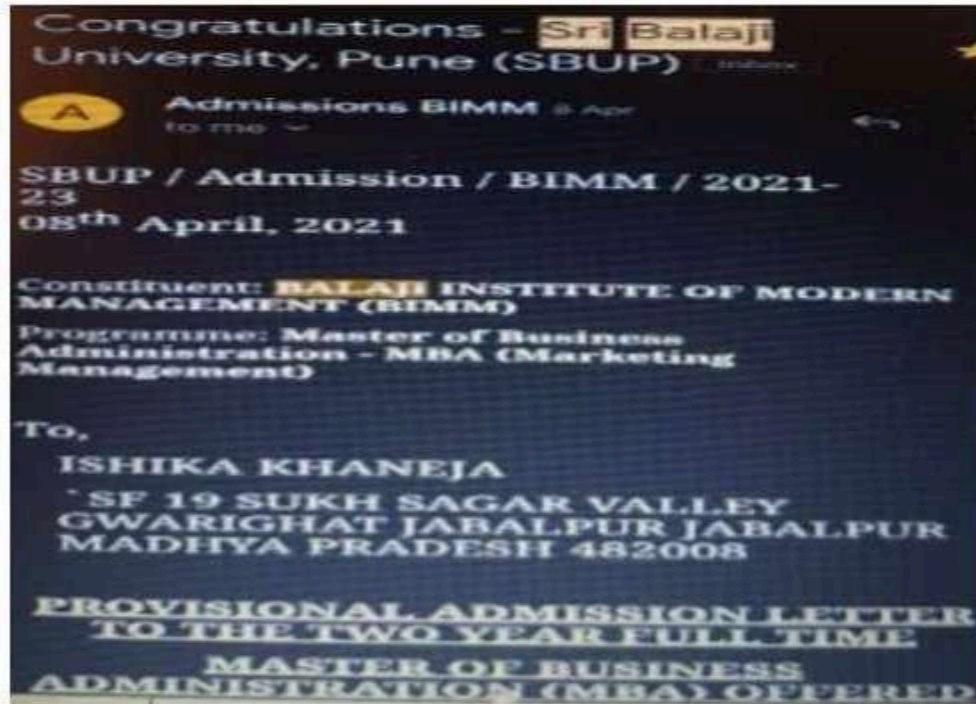 Congratulations - Sri Balaji
University, Pune (SBUP) Inbox
A
Admissions BIMM 8 Apr
to me
SBUP / Admission / BIMM / 2021-
23
08th April, 2021
Constituent: BALAJI INSTITUTE OF MODERN
MANAGEMENT (BIMM)
Programme: Master of Business
Administration - MBA (Marketing
Management)
To,
ISHIKA KHANEJA
`SF 19 SUKH SAGAR VALLEY
GWARIGHAT JABALPUR JABALPUR
MADHYA PRADESH 482008
PROVISIONAL ADMISSION LETTER
TO THE TWO YEAR FULL TIME
MASTER OF BUSINESS
ADMINISTRATION (MBA) OFFERED